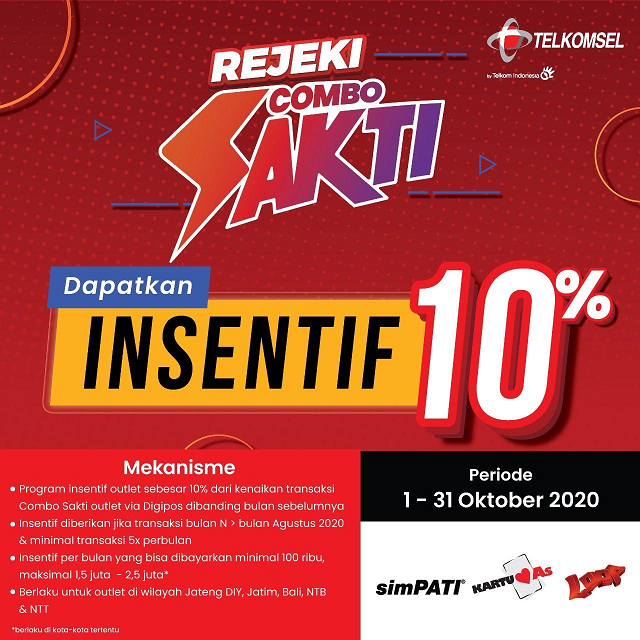 TELKOMSEL
by Telkom Indonesia
REJEKI
COMBO
SAKTI
Dapatkan
INSENTIF 10%
Mekanisme
• Program insentif outlet sebesar 10% dari kenaikan transaksi
Combo Sakti outlet via Digipos dibanding bulan sebelumnya
• Insentif diberikan jika transaksi bulan N > bulan Agustus 2020
& minimal transaksi 5x perbulan
• Insentif per bulan yang bisa dibayarkan minimal 100 ribu,
maksimal 1,5 juta - 2,5 juta*
• Berlaku untuk outlet di wilayah Jateng DIY, Jatim, Bali, NTB
& NTT
*berlaku di kota-kota tertentu
Periode
1 - 31 Oktober 2020
simPATI
KARTU As
LOOP